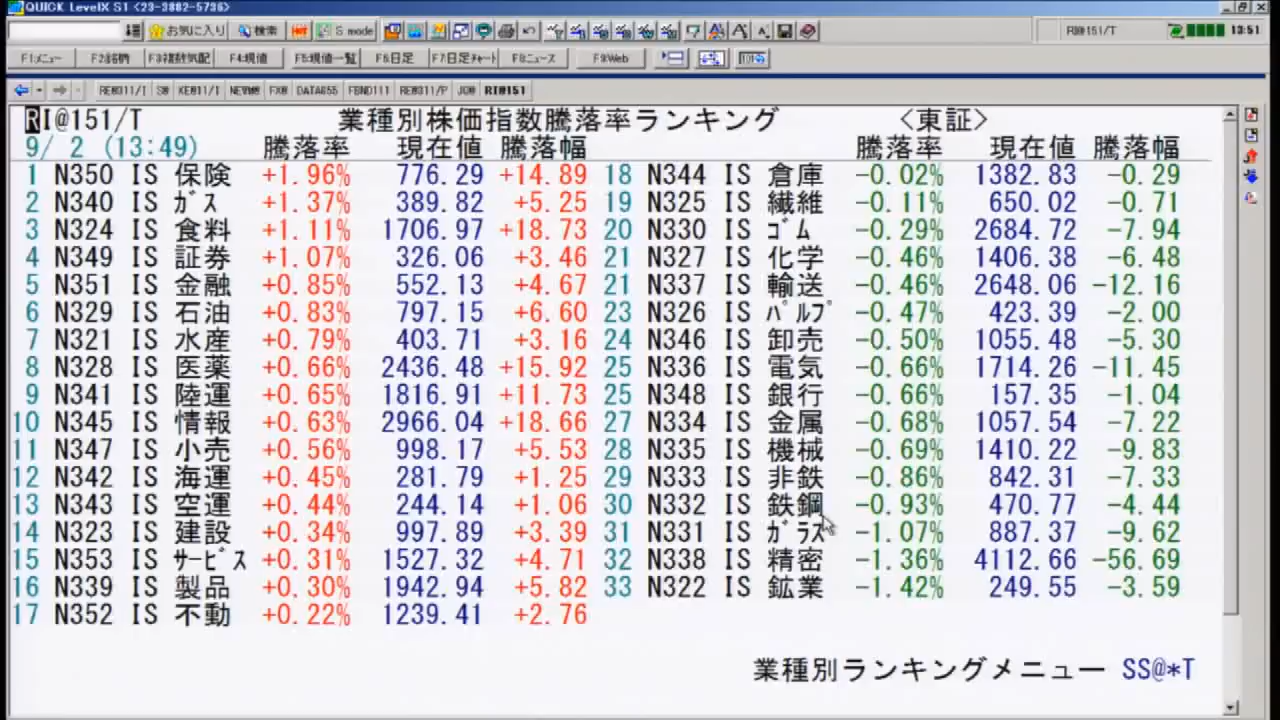 QUICK LevelX S1 <23-3882-5736>
お気に入り 検索 HOT S mode RI@151/T 13:51
F1:メニュー F2:銘柄 F3:複数気配 F4:現値 F5:現値一覧 F6:日足 F7:日足チャート F8:ニュース F9:Web
RE@311/T S@ KE@11/T FX@ FBND111 RE@311/P JC@ RI@151
RI@151/T 業種別株価指数騰落率ランキング <東証>
9/ 2 (13:49) 騰落率 現在値 騰落幅 騰落率 現在値 騰落幅
1 N350 IS 保険 +1.96% 776.29 +14.89 18 N344 IS 倉庫 -0.02% 1382.83 -0.29
2 N340 IS ガス +1.37% 389.82 +5.25 19 N325 IS 繊維 -0.11% 650.02 -0.71
3 N324 IS 食料 +1.11% 1706.97 +18.73 20 N330 IS ゴム -0.29% 2684.72 -7.94
4 N349 IS 証券 +1.07% 326.06 +3.46 21 N327 IS 化学 -0.46% 1406.38 -6.48
5 N351 IS 金融 +0.85% 552.13 +4.67 21 N337 IS 輸送 -0.46% 2648.06 -12.16
6 N329 IS 石油 +0.83% 797.15 +6.60 23 N326 IS パルプ -0.47% 423.39 -2.00
7 N321 IS 水産 +0.79% 403.71 +3.16 24 N346 IS 卸売 -0.50% 1055.48 -5.30
8 N328 IS 医薬 +0.66% 2436.48 +15.92 25 N336 IS 電気 -0.66% 1714.26 -11.45
9 N341 IS 陸運 +0.65% 1816.91 +11.73 25 N348 IS 銀行 -0.66% 157.35 -1.04
10 N345 IS 情報 +0.63% 2966.04 +18.66 27 N334 IS 金属 -0.68% 1057.54 -7.22
11 N347 IS 小売 +0.56% 998.17 +5.53 28 N335 IS 機械 -0.69% 1410.22 -9.83
12 N342 IS 海運 +0.45% 281.79 +1.25 29 N333 IS 非鉄 -0.86% 842.31 -7.33
13 N343 IS 空運 +0.44% 244.14 +1.06 30 N332 IS 鉄鋼 -0.93% 470.77 -4.44
14 N323 IS 建設 +0.34% 997.89 +3.39 31 N331 IS ガラス -1.07% 887.37 -9.62
15 N353 IS サービス +0.31% 1527.32 +4.71 32 N338 IS 精密 -1.36% 4112.66 -56.69
16 N339 IS 製品 +0.30% 1942.94 +5.82 33 N322 IS 鉱業 -1.42% 249.55 -3.59
17 N352 IS 不動 +0.22% 1239.41 +2.76
業種別ランキングメニュー SS@*T